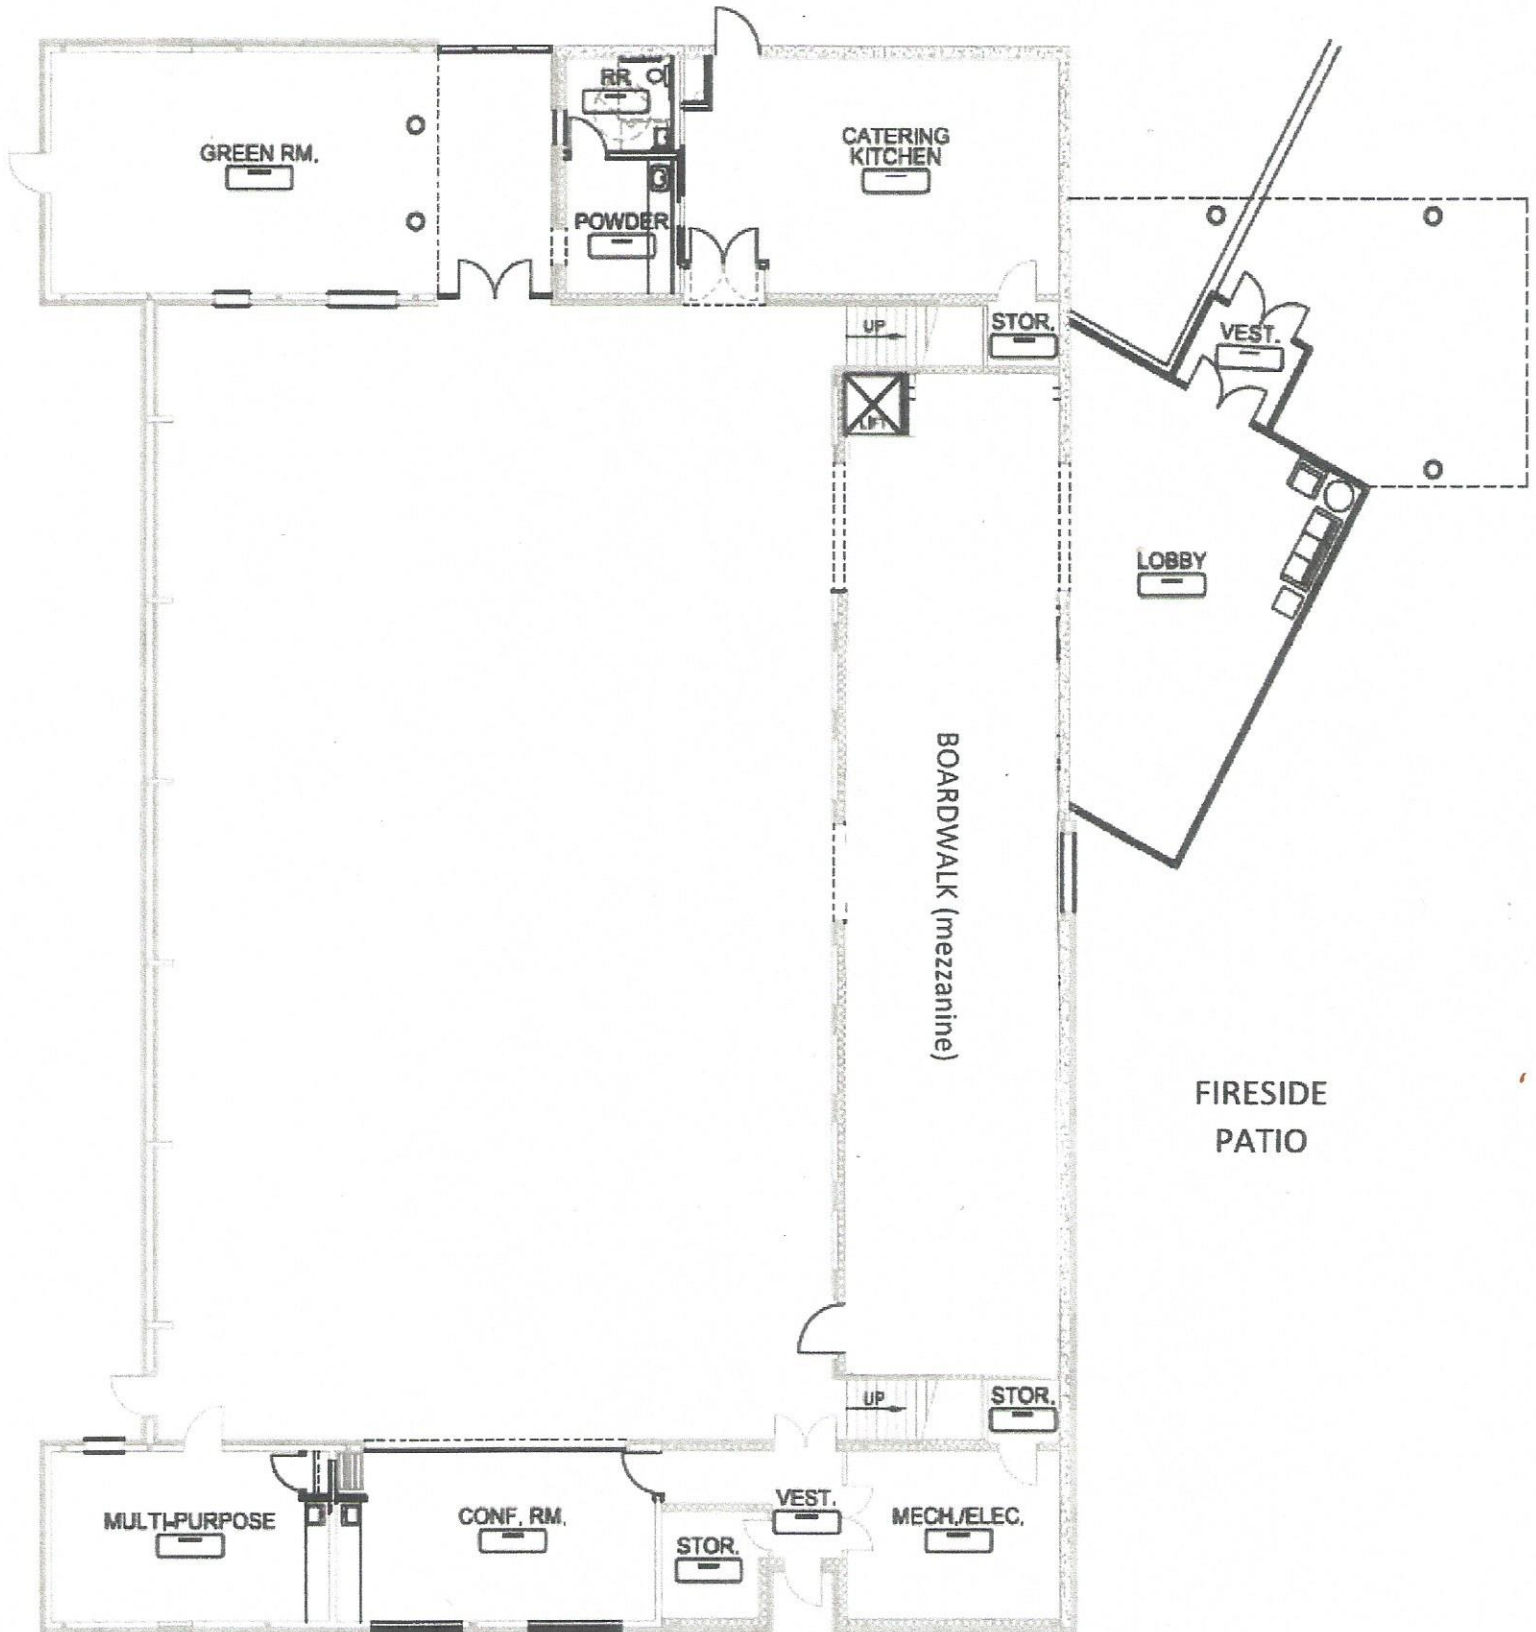 RR
GREEN RM.
CATERING
KITCHEN
POWDER
UP
STOR.
VEST.
LIFT
LOBBY
BOARDWALK (mezzanine)
FIRESIDE
PATIO
UP
STOR.
MULTI-PURPOSE
CONF. RM.
VEST.
MECH./ELEC.
STOR.